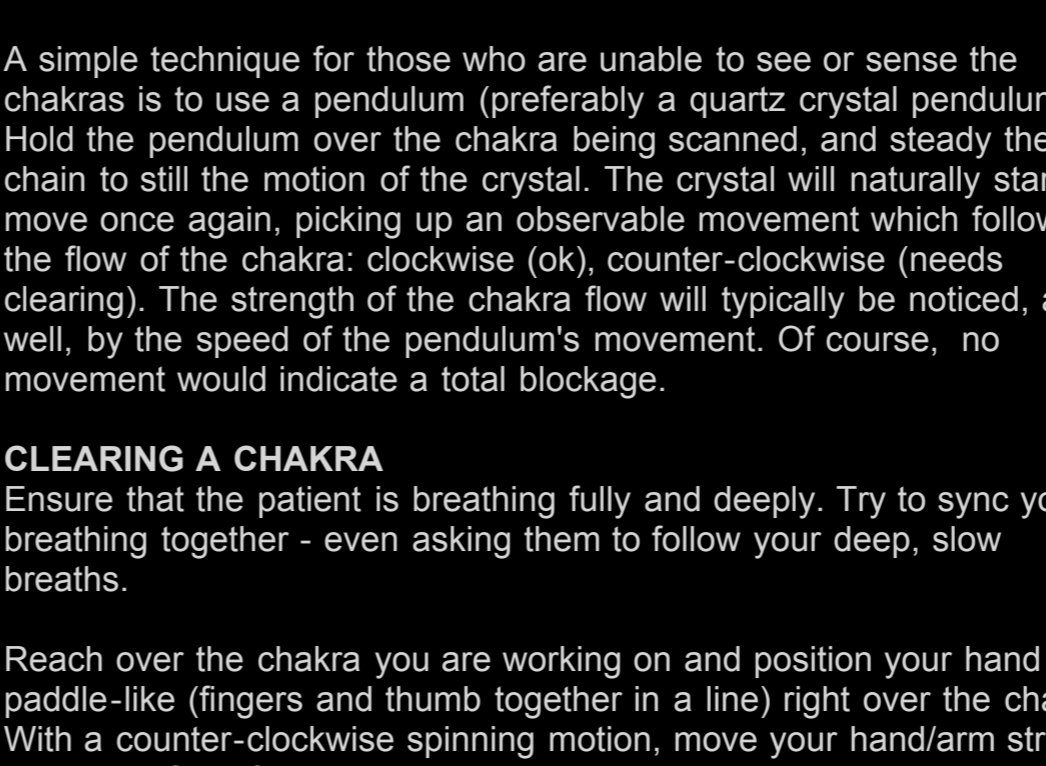 A simple technique for those who are unable to see or sense the
chakras is to use a pendulum (preferably a quartz crystal
Hold the pendulum over the chakra being scanned, and steady the
chain to still the motion of the crystal. The crystal will naturally
move once again, picking up an observable movement which
the flow of the chakra: clockwise (ok), counter-clockwise (needs
clearing). The strength of the chakra flow will typically be noticed,
well, by the speed of the pendulum's movement. Of course,  no
movement would indicate a total blockage.
CLEARING A CHAKRA
Ensure that the patient is breathing fully and deeply. Try to sync
breathing together - even asking them to follow your deep, slow
breaths.
Reach over the chakra you are working on and position your hand
paddle-like (fingers and thumb together in a line) right over the
With a counter-clockwise spinning motion, move your hand/arm